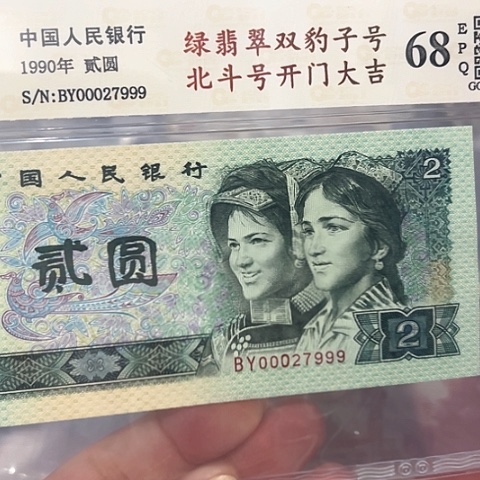 中国人民银行
1990年 贰圆
S/N:BY00027999
绿翡翠双豹子号
北斗号开门大吉
68
EPQ
国人民银行
贰圆
2
BY00027999
2